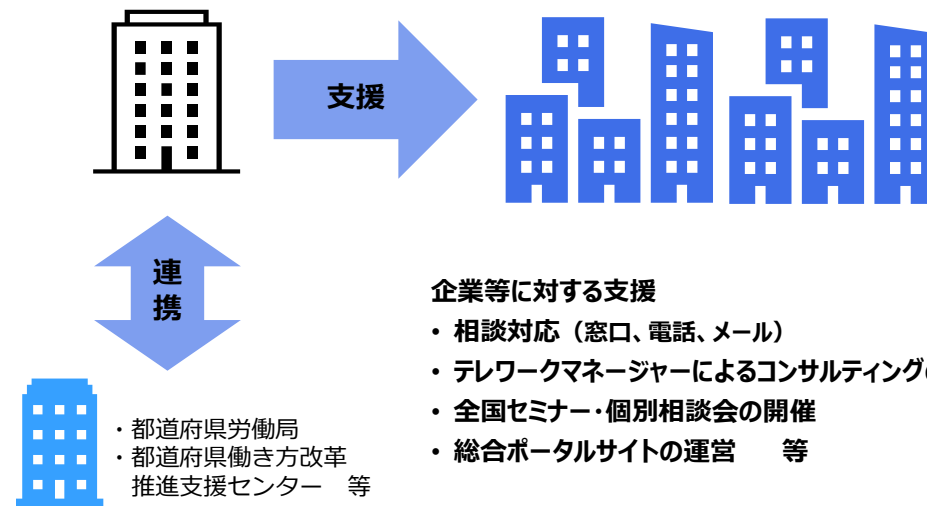 支援
連
携
企業等に対する支援
・ 相談対応（窓口、電話、メール）
・ テレワークマネージャーによるコンサルティング
・ 全国セミナー・個別相談会の開催
・ 総合ポータルサイトの運営　　等
・都道府県労働局
・都道府県働き方改革
推進支援センター　等